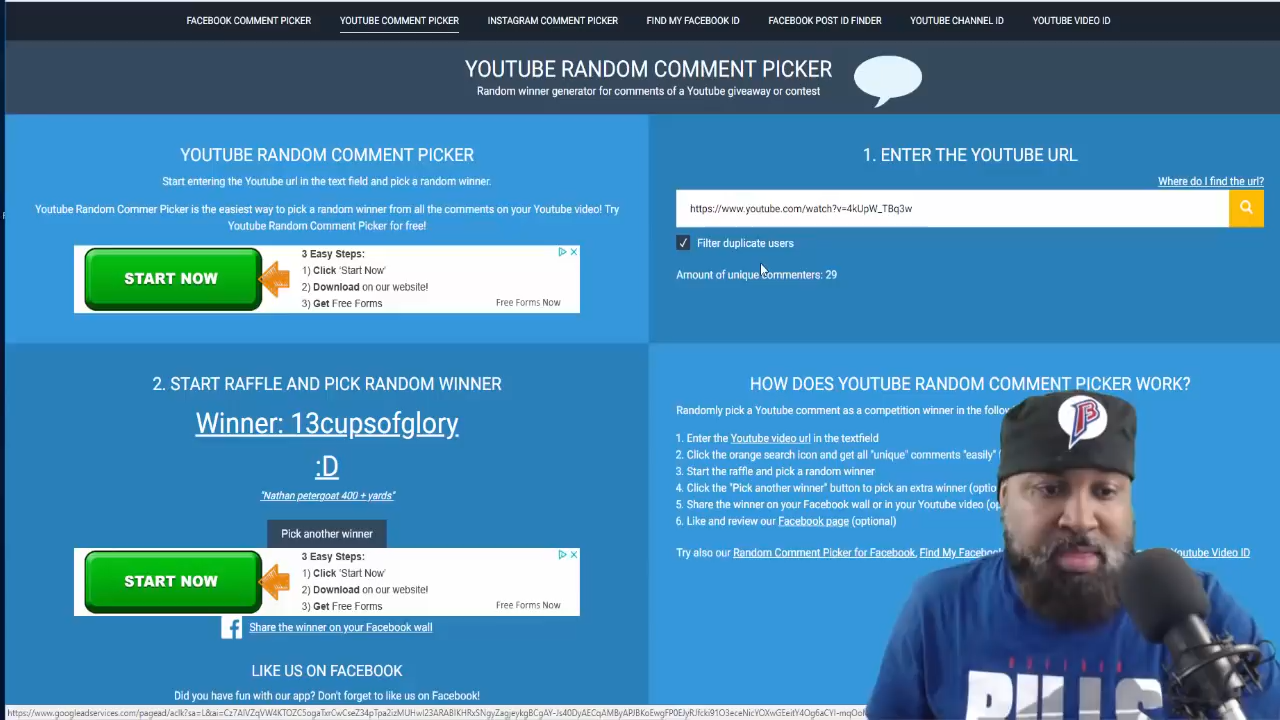 FACEBOOK COMMENT PICKER YOUTUBE COMMENT PICKER INSTAGRAM COMMENT PICKER FIND MY FACEBOOK ID FACEBOOK POST ID FINDER YOUTUBE CHANNEL ID YOUTUBE VIDEO ID
YOUTUBE RANDOM COMMENT PICKER
Random winner generator for comments of a Youtube giveaway or contest
YOUTUBE RANDOM COMMENT PICKER
Start entering the Youtube url in the text field and pick a random winner.
Youtube Random Commer Picker is the easiest way to pick a random winner from all the comments on your Youtube video! Try
Youtube Random Comment Picker for free!
START NOW
3 Easy Steps:
1) Click 'Start Now'
2) Download on our website!
3) Get Free Forms
Free Forms Now
1. ENTER THE YOUTUBE URL
Where do I find the url?
https://www.youtube.com/watch?v=4kUpW_TBq3w
Filter duplicate users
Amount of unique commenters: 29
2. START RAFFLE AND PICK RANDOM WINNER
Winner: 13cupsofglory
:D
"Nathan petergoat 400 + yards"
Pick another winner
START NOW
3 Easy Steps:
1) Click 'Start Now'
2) Download on our website!
3) Get Free Forms
Free Forms Now
Share the winner on your Facebook wall
LIKE US ON FACEBOOK
Did you have fun with our app? Don't forget to like us on Facebook!
HOW DOES YOUTUBE RANDOM COMMENT PICKER WORK?
Randomly pick a Youtube comment as a competition winner in the
1. Enter the Youtube video url in the textfield
2. Click the orange search icon and get all "unique" comments "easily"
3. Start the raffle and pick a random winner
4. Click the "Pick another winner" button to pick an extra winner
5. Share the winner on your Facebook wall or in your Youtube video
6. Like and review our Facebook page (optional)
Try also our Random Comment Picker for Facebook, Find My Youtube Video ID
BUFFALO
BILLS